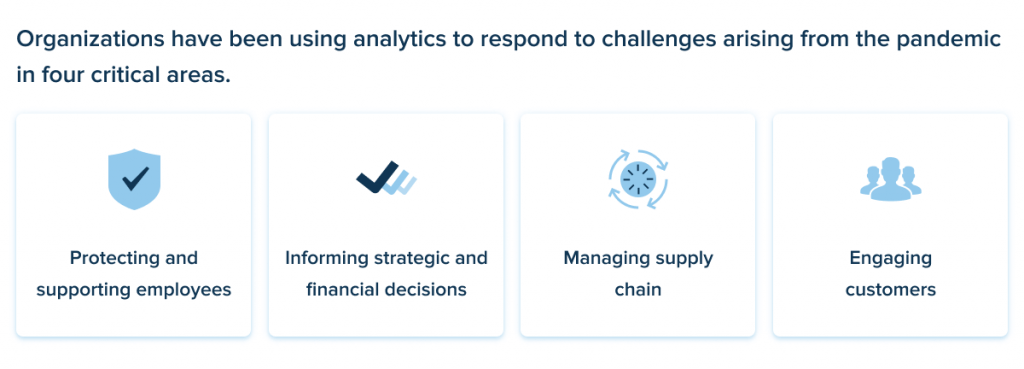 Organizations have been using analytics to respond to challenges arising from the pandemic
in four critical areas.
Protecting and
supporting employees
Informing strategic and
financial decisions
Managing supply
chain
Engaging
customers